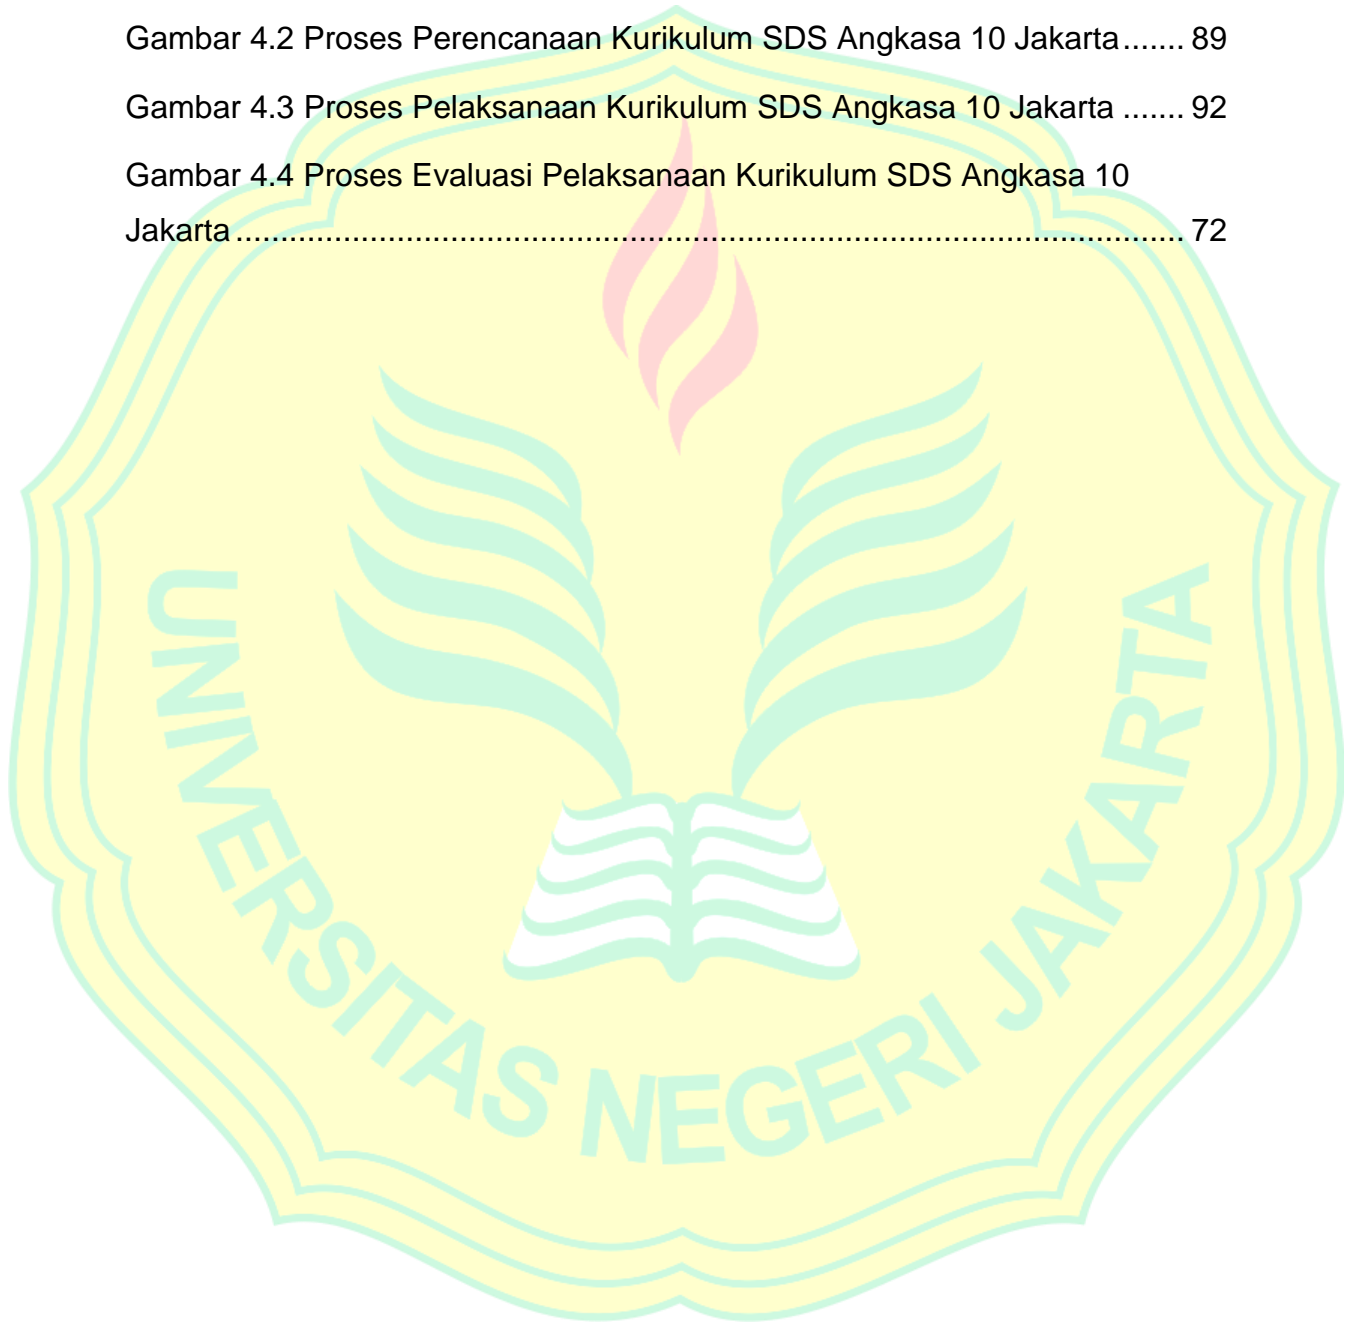 Gambar 4.2 Proses Perencanaan Kurikulum SDS Angkasa 10 Jakarta....... 89
Gambar 4.3 Proses Pelaksanaan Kurikulum SDS Angkasa 10 Jakarta ....... 92
Gambar 4.4 Proses Evaluasi Pelaksanaan Kurikulum SDS Angkasa 10
Jakarta.......................................................................................................... 72
UNIVERSITAS NEGERI JAKARTA